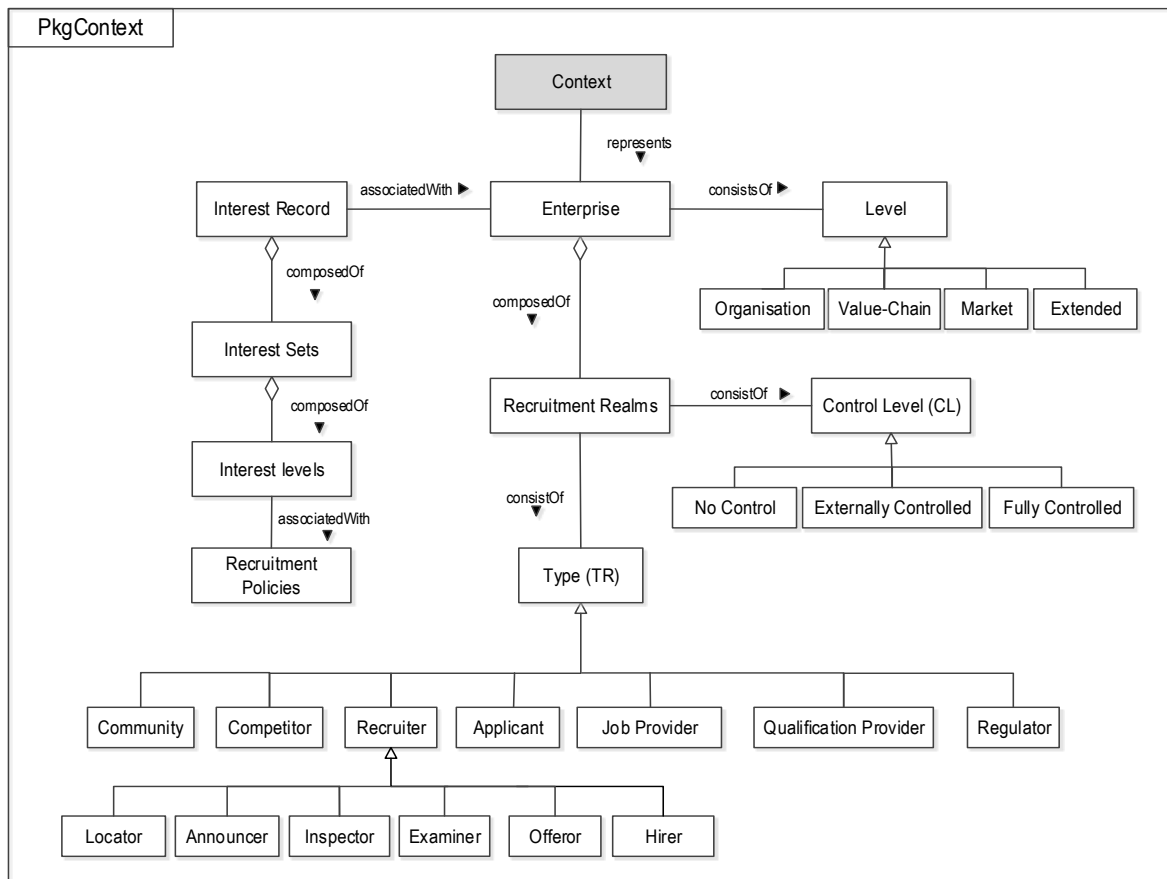 PkgContext
Context
represents
associatedWith
consistsOf
Interest Record
Enterprise
Level
composedOf
composedOf
Organisation
Value-Chain
Market
Extended
Interest Sets
composedOf
Recruitment Realms
consistOf
Control Level (CL)
Interest levels
consistOf
No Control
Externally Controlled
Fully Controlled
associatedWith
Recruitment
Policies
Type (TR)
Community
Competitor
Recruiter
Applicant
Job Provider
Qualification Provider
Regulator
Locator
Announcer
Inspector
Examiner
Offeror
Hirer